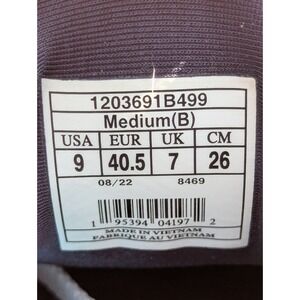 1203691B499
Medium(B)
USA EUR UK CM
9 40.5 7 26
08/22 8469
1 95394 04197 2
MADE IN VIETNAM
FABRIQUE AU VIETNAM